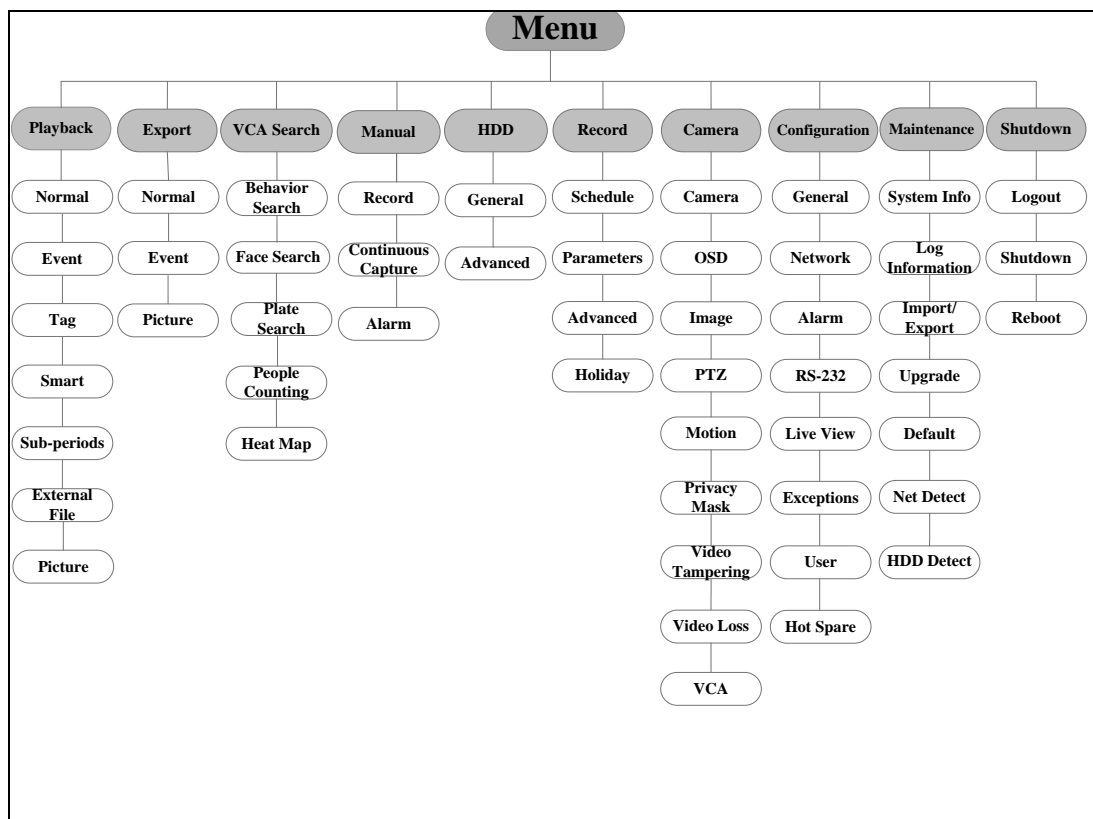 Menu
Playback
Export
VCA Search
Manual
HDD
Record
Camera
Configuration
Maintenance
Shutdown
Normal
Event
Tag
Smart
Sub-periods
External
File
Picture
Normal
Event
Picture
Behavior
Search
Face Search
Plate
Search
People
Counting
Heat Map
Record
Continuous
Capture
Alarm
General
Advanced
Schedule
Parameters
Advanced
Holiday
Camera
OSD
Image
PTZ
Motion
Privacy
Mask
Video
Tampering
Video Loss
VCA
General
Network
Alarm
RS-232
Live View
Exceptions
User
Hot Spare
System Info
Log
Information
Import/
Export
Upgrade
Default
Net Detect
HDD Detect
Logout
Shutdown
Reboot